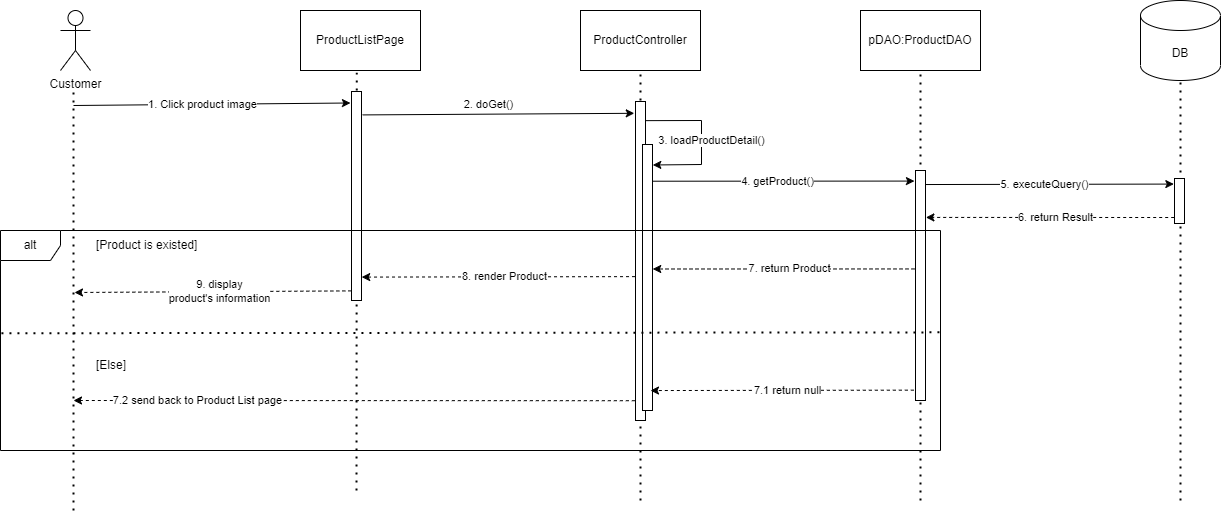 Customer
ProductListPage
ProductController
pDAO:ProductDAO
DB
1. Click product image
2. doGet()
3. loadProductDetail()
4. getProduct()
5. executeQuery()
6. return Result
alt
[Product is existed]
7. return Product
8. render Product
9. display
product's information
[Else]
7.1 return null
7.2 send back to Product List page